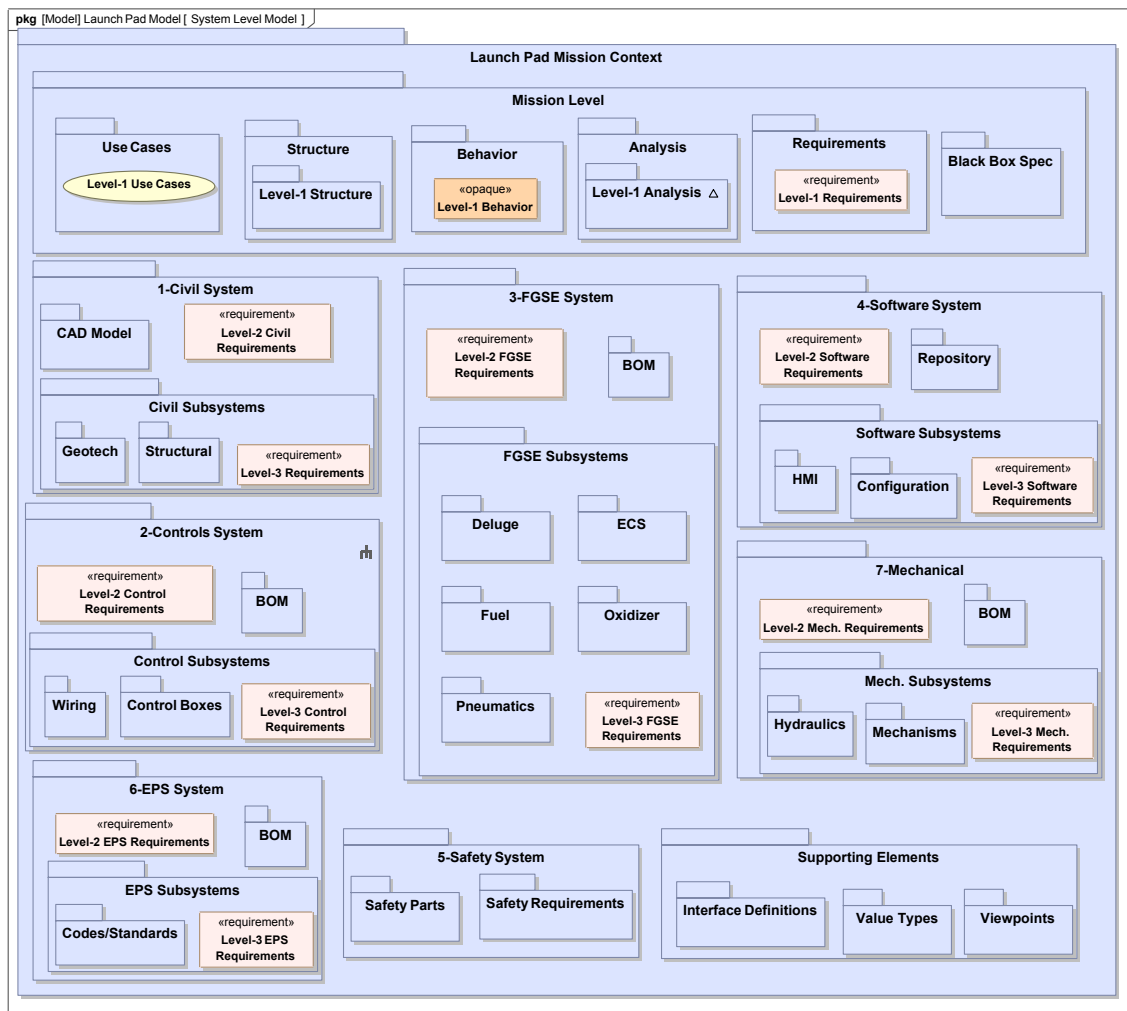 pkg [Model] Launch Pad Model [ System Level Model ]
Launch Pad Mission Context
Mission Level
Use Cases
Level-1 Use Cases
Structure
Level-1 Structure
Behavior
«opaque»
Level-1 Behavior
Analysis
Level-1 Analysis
Requirements
«requirement»
Level-1 Requirements
Black Box Spec
1-Civil System
CAD Model
«requirement»
Level-2 Civil
Requirements
Civil Subsystems
Geotech
Structural
«requirement»
Level-3 Requirements
2-Controls System
«requirement»
Level-2 Control
Requirements
BOM
Control Subsystems
Wiring
Control Boxes
«requirement»
Level-3 Control
Requirements
3-FGSE System
«requirement»
Level-2 FGSE
Requirements
BOM
FGSE Subsystems
Deluge
ECS
Fuel
Oxidizer
Pneumatics
«requirement»
Level-3 FGSE
Requirements
4-Software System
«requirement»
Level-2 Software
Requirements
Repository
Software Subsystems
HMI
Configuration
«requirement»
Level-3 Software
Requirements
7-Mechanical
«requirement»
Level-2 Mech. Requirements
BOM
Mech. Subsystems
Hydraulics
Mechanisms
«requirement»
Level-3 Mech.
Requirements
6-EPS System
«requirement»
Level-2 EPS Requirements
BOM
EPS Subsystems
Codes/Standards
«requirement»
Level-3 EPS
Requirements
5-Safety System
Safety Parts
Safety Requirements
Supporting Elements
Interface Definitions
Value Types
Viewpoints